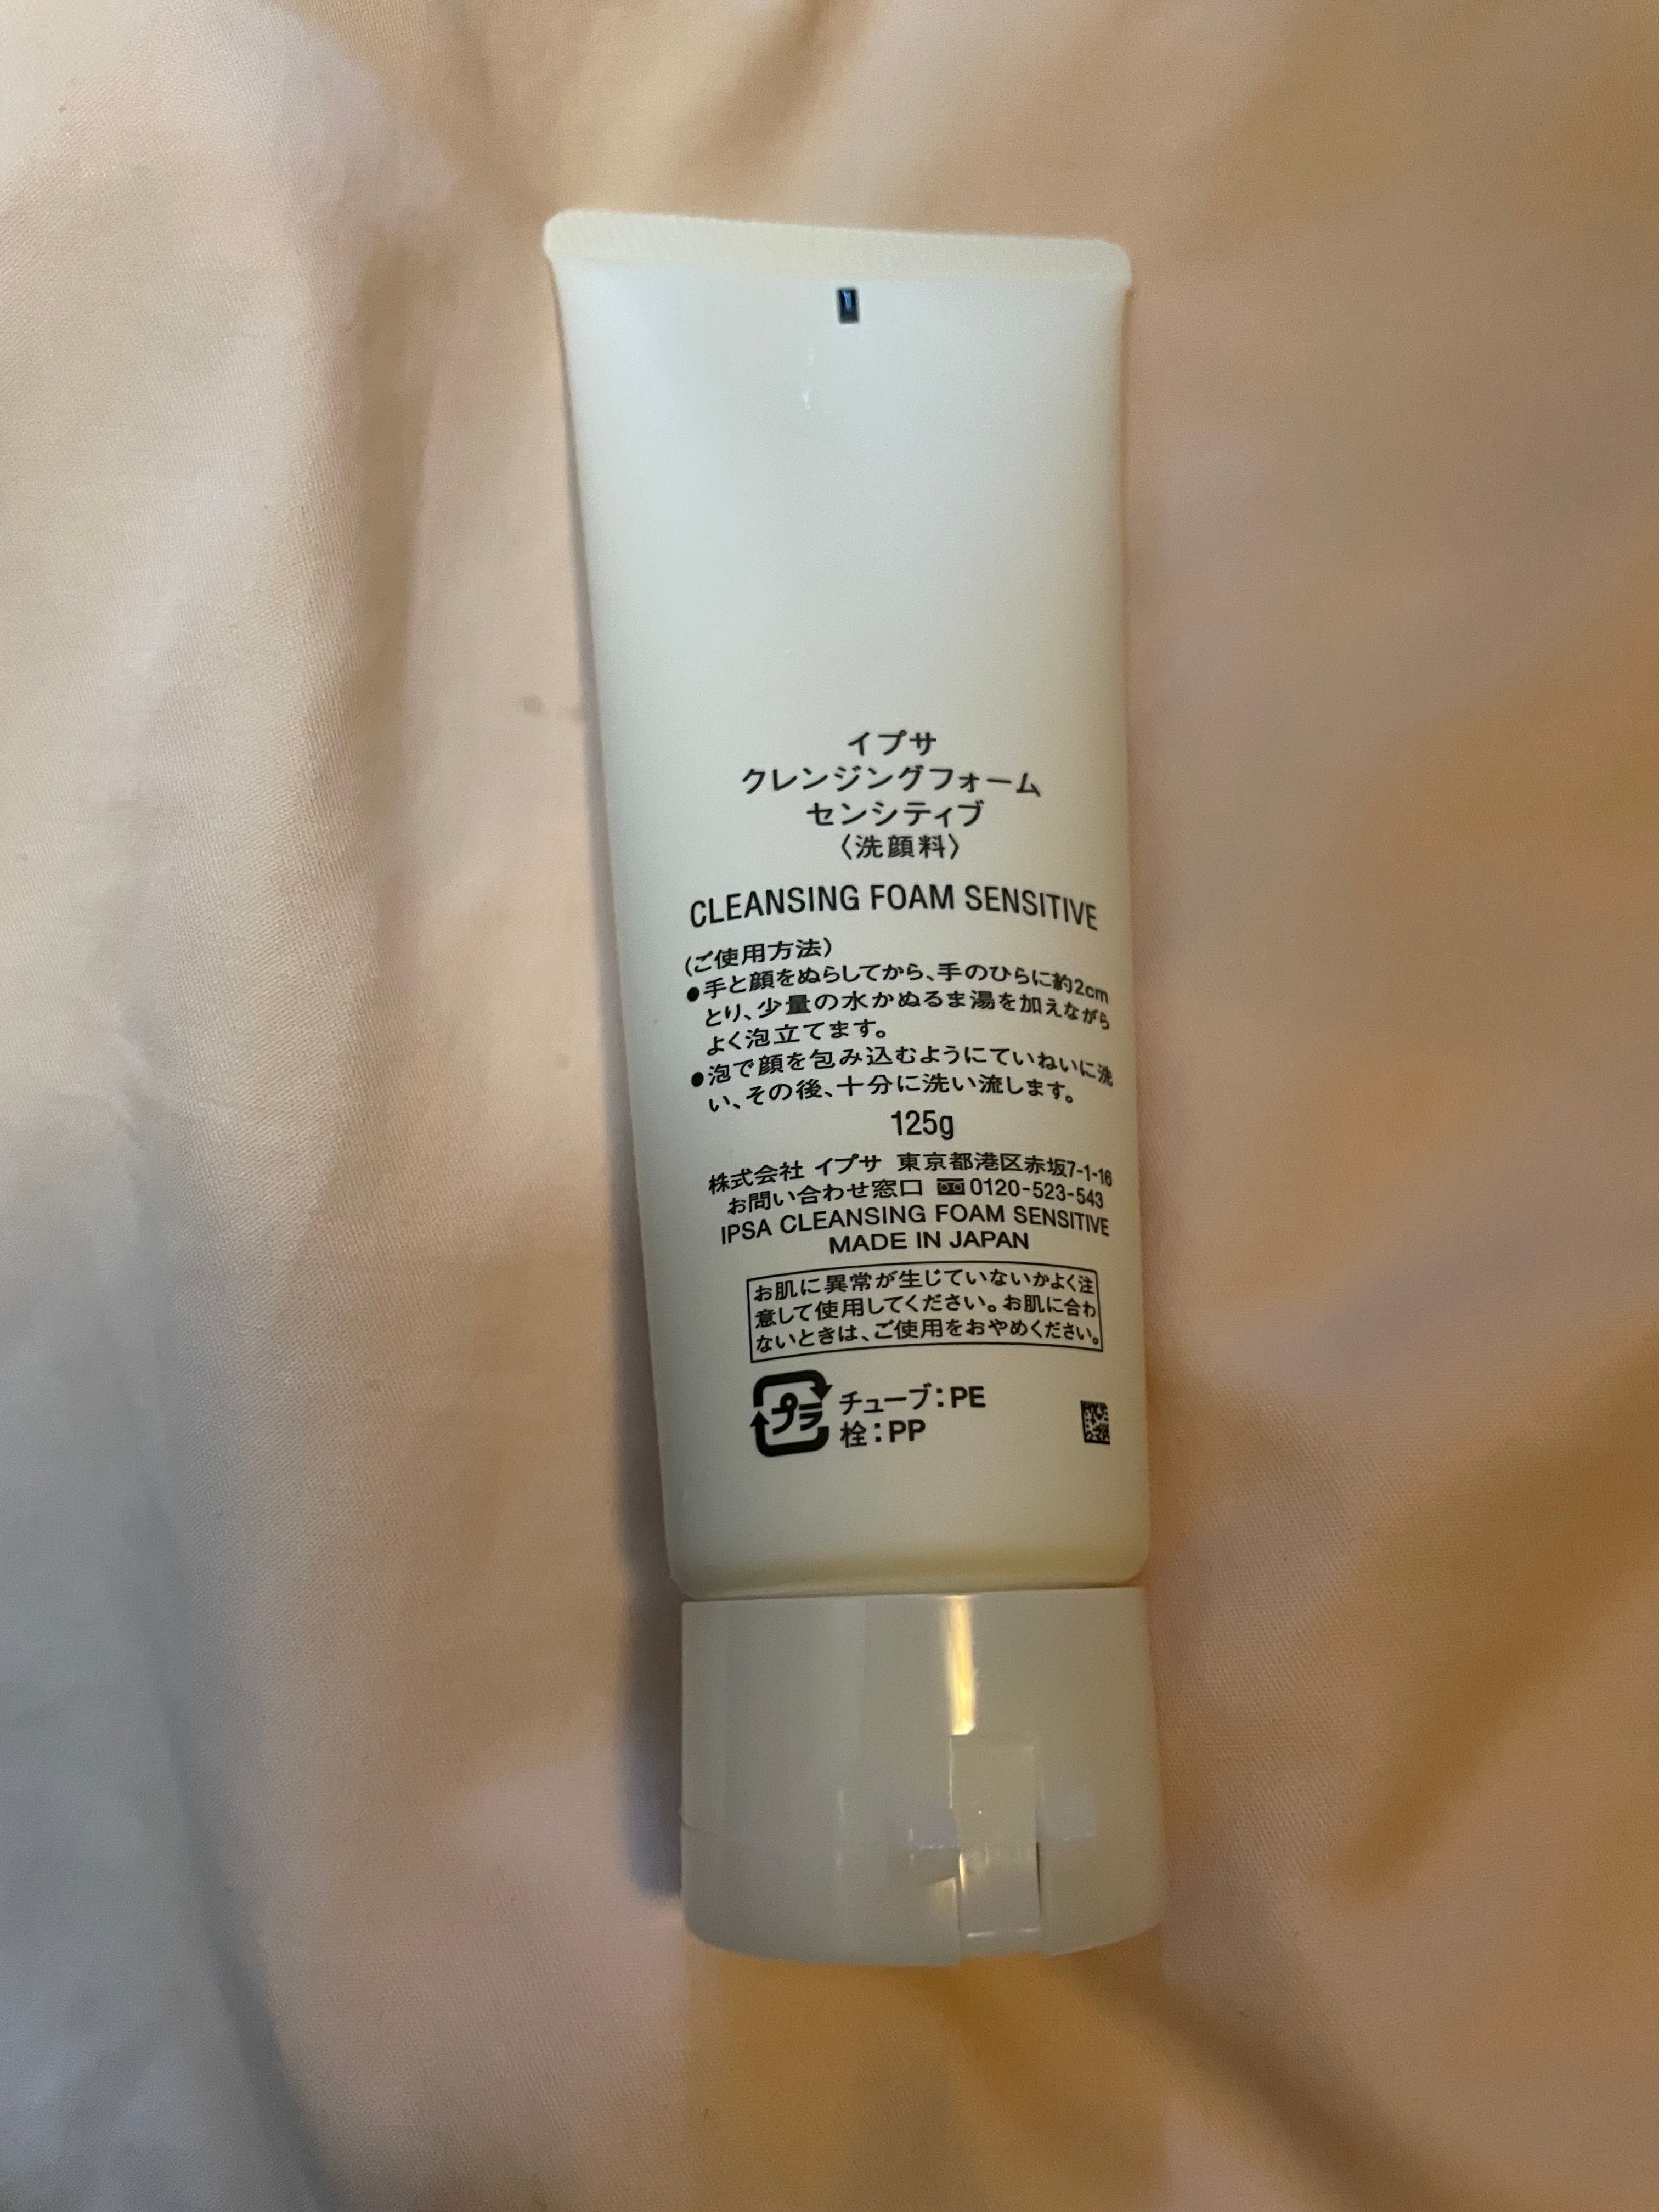 イプサ
クレンジングフォーム
センシティブ
〈洗顔料〉
CLEANSING FOAM SENSITIVE
(ご使用方法)
●手と顔をぬらしてから、手のひらに約2cm
とり、少量の水かぬるま湯を加えながら
よく泡立てます。
●泡で顔を包み込むようにていねいに洗
い、その後、十分に洗い流します。
125g
株式会社 イプサ 東京都港区赤坂7-1-16
お問い合わせ窓口 0120-523-543
IPSA CLEANSING FOAM SENSITIVE
MADE IN JAPAN
お肌に異常が生じていないかよく注
意して使用してください。お肌に合わ
ないときは、ご使用をおやめください。
プラ チューブ:PE
栓:PP